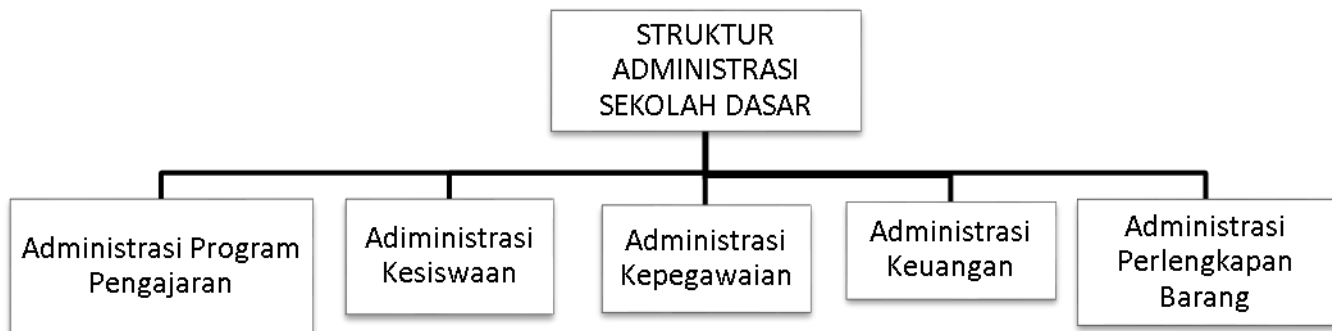 STRUKTUR
ADMINISTRASI
SEKOLAH DASAR
Administrasi Program
Pengajaran
Adiministrasi
Kesiswaan
Administrasi
Kepegawaian
Administrasi
Keuangan
Administrasi
Perlengkapan
Barang